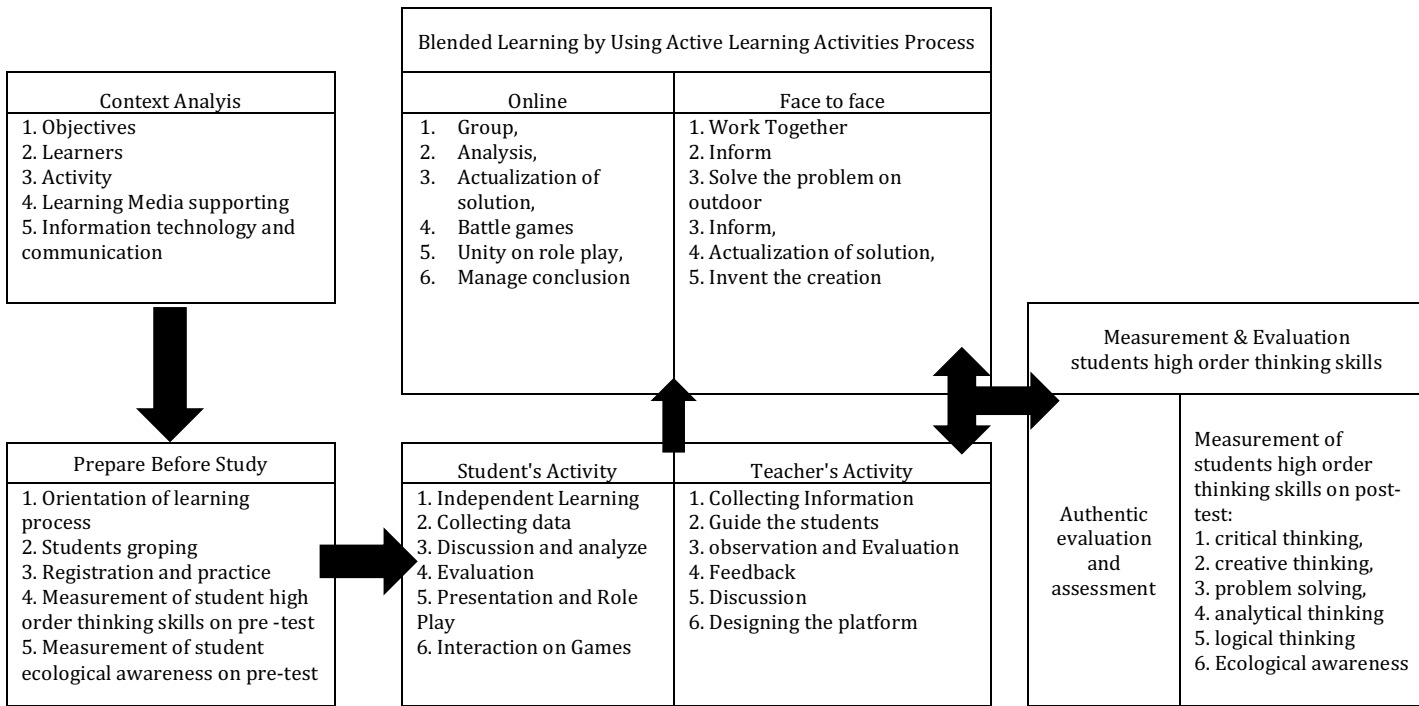 Blended Learning by Using Active Learning Activities Process
Context Analyis
1. Objectives
2. Learners
3. Activity
4. Learning Media supporting
5. Information technology and
communication
Online
1. Group,
2. Analysis,
3. Actualization of
solution,
4. Battle games
5. Unity on role play,
6. Manage conclusion
Face to face
1. Work Together
2. Inform
3. Solve the problem on
outdoor
3. Inform,
4. Actualization of solution,
5. Invent the creation
Prepare Before Study
1. Orientation of learning
process
2. Students groping
3. Registration and practice
4. Measurement of student high
order thinking skills on pre -test
5. Measurement of student
ecological awareness on pre-test
Student's Activity
1. Independent Learning
2. Collecting data
3. Discussion and analyze
4. Evaluation
5. Presentation and Role
Play
6. Interaction on Games
Teacher's Activity
1. Collecting Information
2. Guide the students
3. observation and Evaluation
4. Feedback
5. Discussion
6. Designing the platform
Measurement & Evaluation
students high order thinking skills
Authentic
evaluation
and
assessment
Measurement of
students high order
thinking skills on post-
test:
1. critical thinking,
2. creative thinking,
3. problem solving,
4. analytical thinking
5. logical thinking
6. Ecological awareness